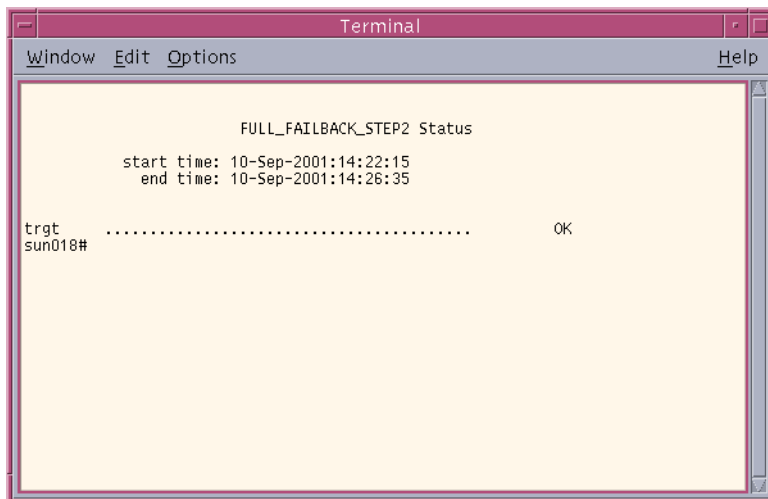 Terminal
Window Edit Options Help
FULL_FAILBACK_STEP2 Status
start time: 10-Sep-2001:14:22:15
end time: 10-Sep-2001:14:26:35
trgt ......................................... OK
sun018#